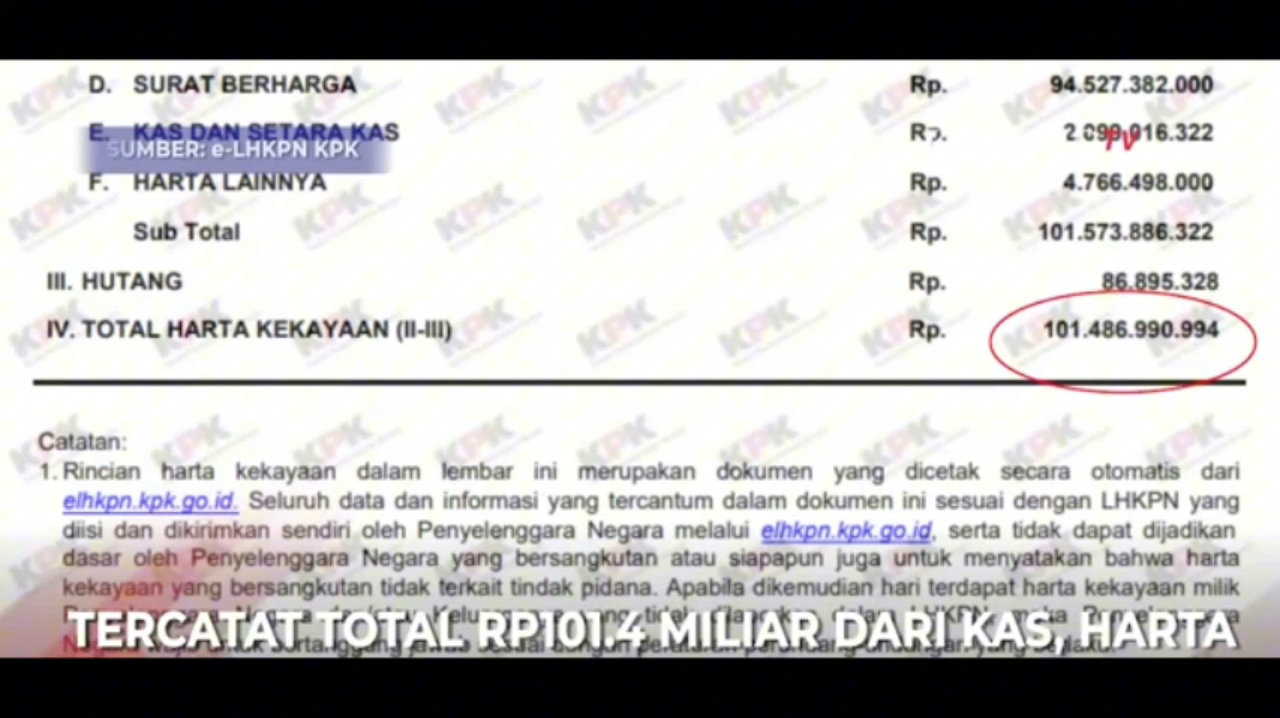 D. SURAT BERHARGA Rp. 94.527.382.000
E. KAS DAN SETARA KAS Rp. 016.322
SUMBER: e-LHKPN KPK
F. HARTA LAINNYA Rp. 4.766.498.000
Sub Total Rp. 101.573.886.322
III. HUTANG Rp. 86.895.328
IV. TOTAL HARTA KEKAYAAN (II-III) Rp. 101.486.990.994
Catatan:
1. Rincian harta kekayaan dalam lembar ini merupakan dokumen yang dicetak secara otomatis dari
elhkpn.kpk.go.id. Seluruh data dan informasi yang tercantum dalam dokumen ini sesuai dengan LHKPN yang
diisi dan dikirimkan sendiri oleh Penyelenggara Negara melalui elhkpn.kpk.go.id, serta tidak dapat dijadikan
dasar oleh Penyelenggara Negara yang bersangkutan atau siapapun juga untuk menyatakan bahwa harta
kekayaan yang bersangkutan tidak terkait tindak pidana. Apabila dikemudian hari terdapat harta kekayaan milik
TERCATAT TOTAL RP101.4 MILIAR DARI KAS, HARTA